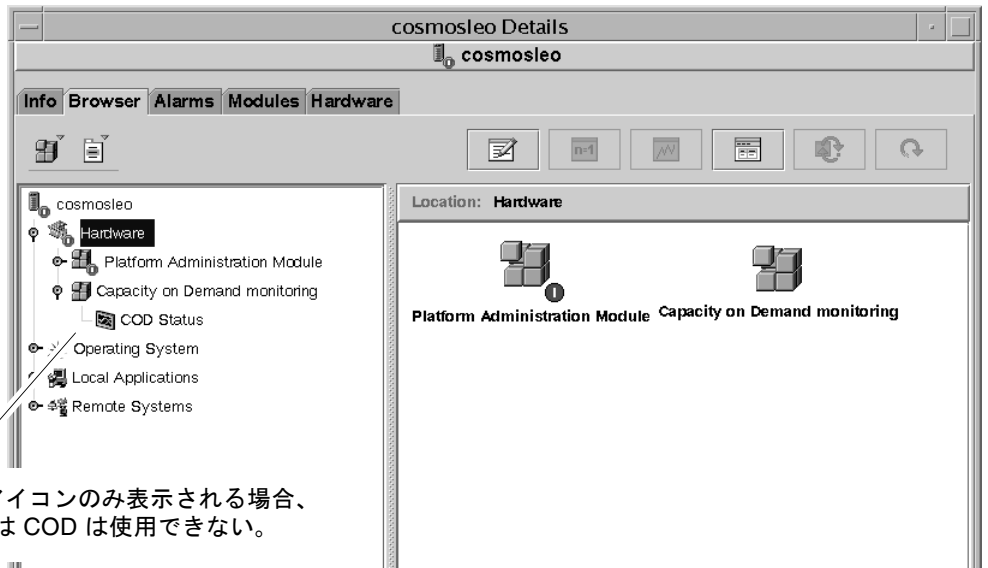 cosmosleo Details
cosmosleo
Info Browser Alarms Modules Hardware
n=1
cosmosleo
Hardware
Platform Administration Module
Capacity on Demand monitoring
COD Status
Operating System
Local Applications
Remote Systems
Location: Hardware
Platform Administration Module
Capacity on Demand monitoring
アイコンのみ表示される場合、
は COD は使用できない。